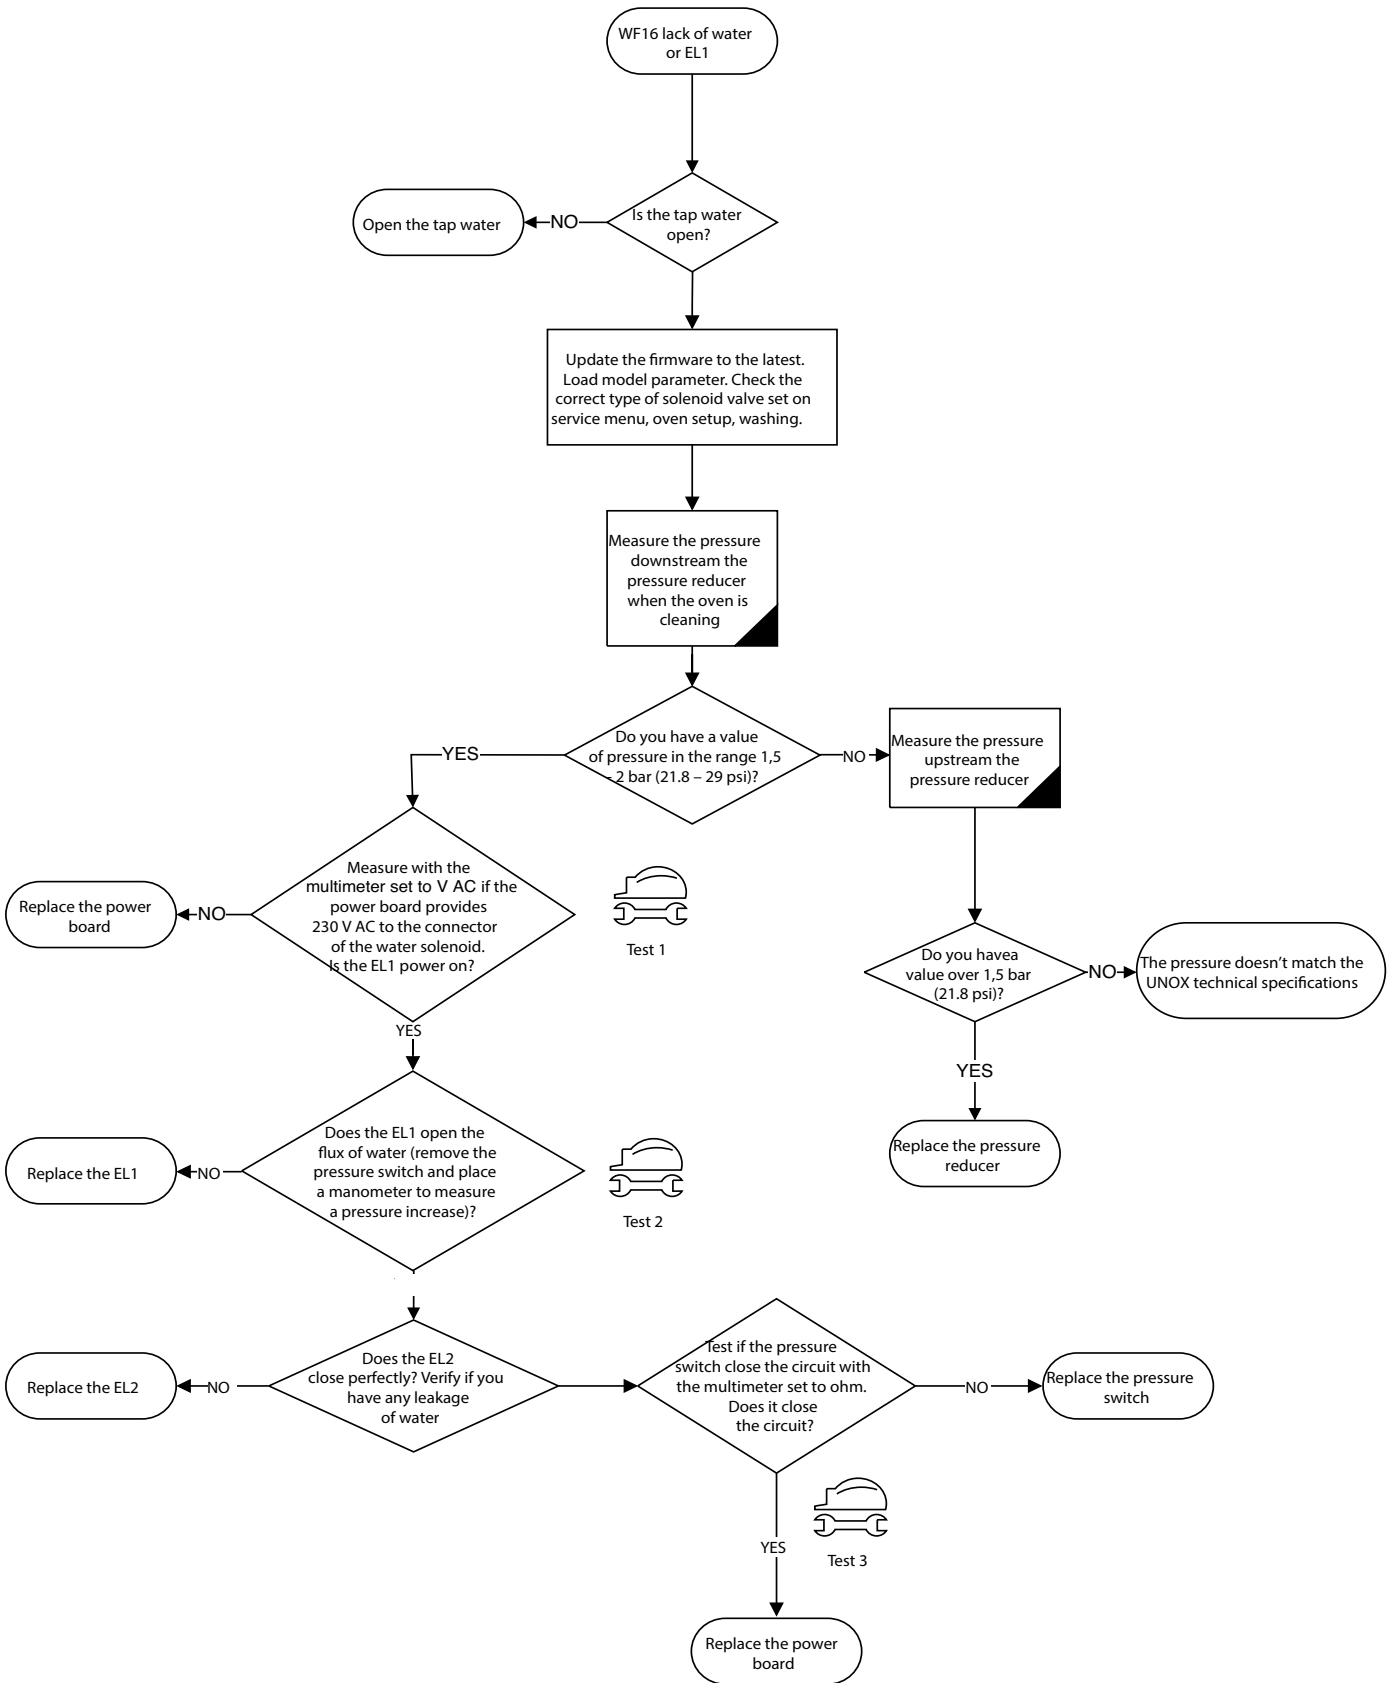 WF16 lack of water
or EL1
Is the tap water
open?
NO
Open the tap water
Update the firmware to the latest.
Load model parameter. Check the
correct type of solenoid valve set on
service menu, oven setup, washing.
Measure the pressure
downstream the
pressure reducer
when the oven is
cleaning
Do you have a value
of pressure in the range 1,5
- 2 bar (21.8 – 29 psi)?
YES
NO
Measure the pressure
upstream the
pressure reducer
Measure with the
multimeter set to V AC if the
power board provides
230 V AC to the connector
of the water solenoid.
Is the EL1 power on?
NO
Replace the power
board
Test 1
Do you havea
value over 1,5 bar
(21.8 psi)?
NO
The pressure doesn't match the
UNOX technical specifications
YES
YES
Replace the pressure
reducer
Does the EL1 open the
flux of water (remove the
pressure switch and place
a manometer to measure
a pressure increase)?
NO
Replace the EL1
Test 2
Does the EL2
close perfectly? Verify if you
have any leakage
of water
NO
Replace the EL2
Test if the pressure
switch close the circuit with
the multimeter set to ohm.
Does it close
the circuit?
NO
Replace the pressure
switch
YES
Test 3
Replace the power
board